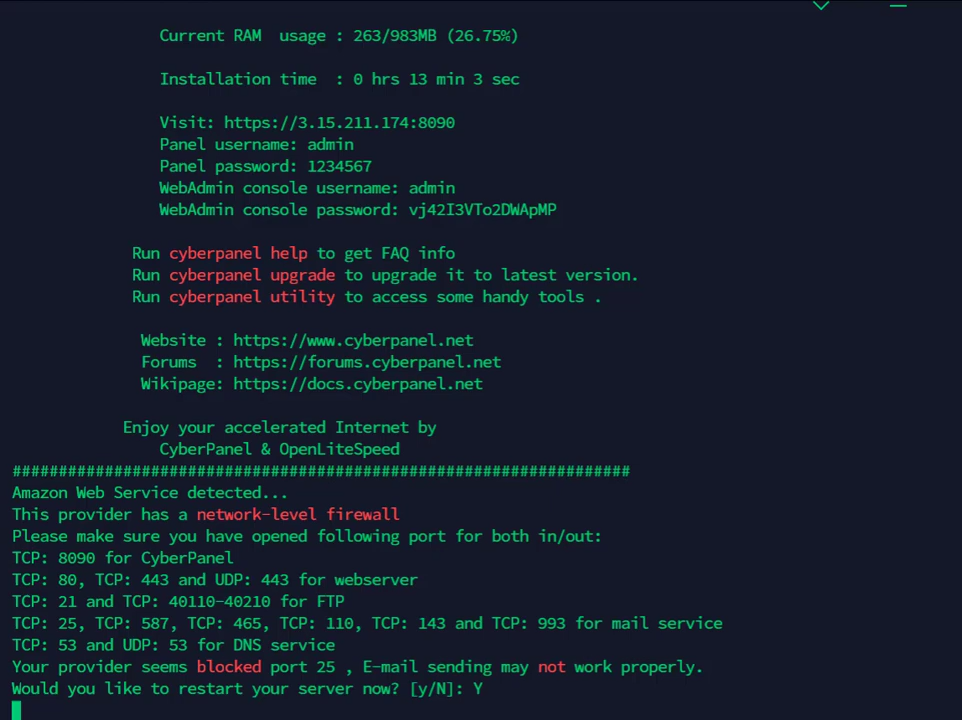 Current RAM usage : 263/983MB (26.75%)
Installation time : 0 hrs 13 min 3 sec
Visit: https://3.15.211.174:8090
Panel username: admin
Panel password: 1234567
WebAdmin console username: admin
WebAdmin console password: vj42I3VTo2DWApMP
Run cyberpanel help to get FAQ info
Run cyberpanel upgrade to upgrade it to latest version.
Run cyberpanel utility to access some handy tools .
Website : https://www.cyberpanel.net
Forums : https://forums.cyberpanel.net
Wikipage: https://docs.cyberpanel.net
Enjoy your accelerated Internet by
CyberPanel & OpenLiteSpeed
###################################################################
Amazon Web Service detected...
This provider has a network-level firewall
Please make sure you have opened following port for both in/out:
TCP: 8090 for CyberPanel
TCP: 80, TCP: 443 and UDP: 443 for webserver
TCP: 21 and TCP: 40110-40210 for FTP
TCP: 25, TCP: 587, TCP: 465, TCP: 110, TCP: 143 and TCP: 993 for mail service
TCP: 53 and UDP: 53 for DNS service
Your provider seems blocked port 25 , E-mail sending may not work properly.
Would you like to restart your server now? [y/N]: Y